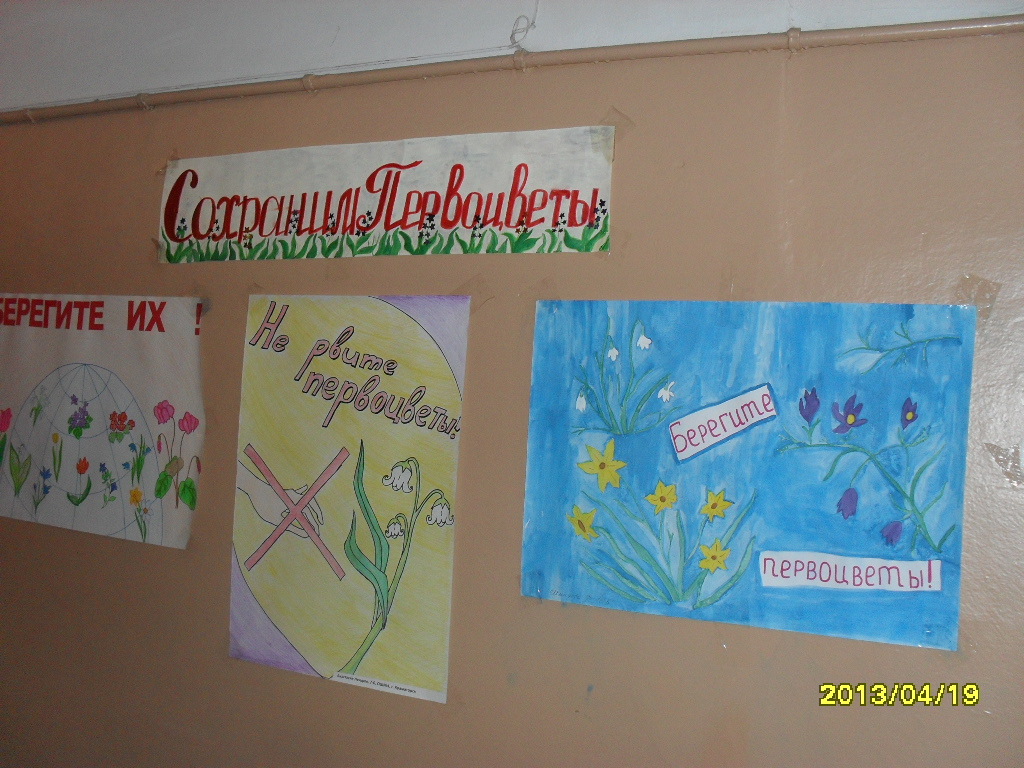 Сохраним Первоцветы
БЕРЕГИТЕ ИХ !
Не рвите
первоцветы!
Берегите
первоцветы!
2013/04/19